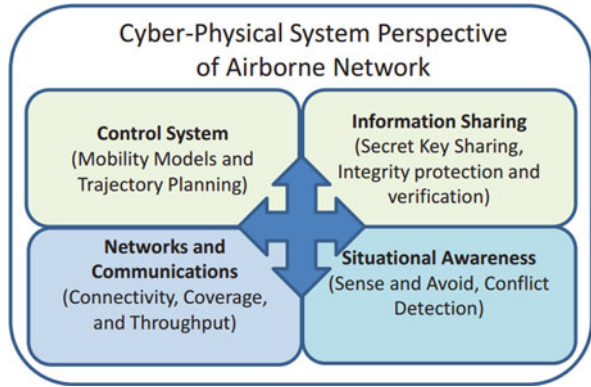 Cyber-Physical System Perspective
of Airborne Network
Control System
(Mobility Models and
Trajectory Planning)
Information Sharing
(Secret Key Sharing,
Integrity protection and
verification)
Networks and
Communications
(Connectivity, Coverage,
and Throughput)
Situational Awareness
(Sense and Avoid, Conflict
Detection)